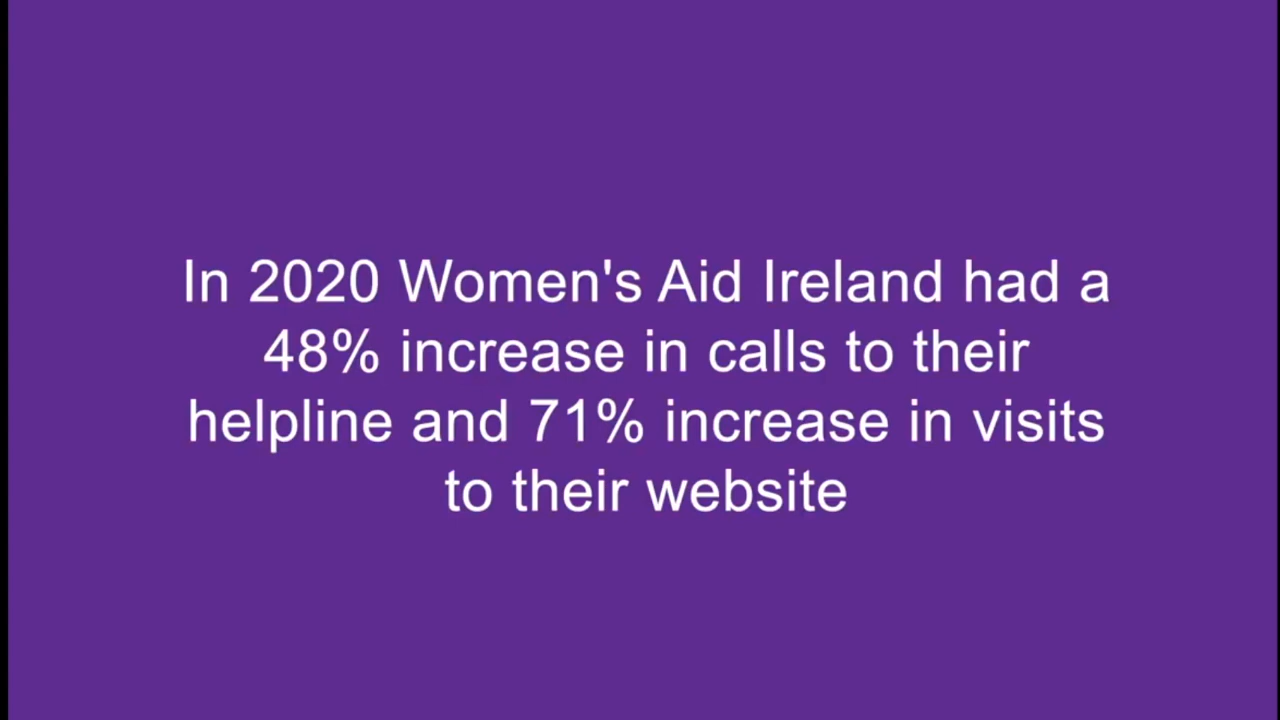 In 2020 Women's Aid Ireland had a
48% increase in calls to their
helpline and 71% increase in visits
to their website